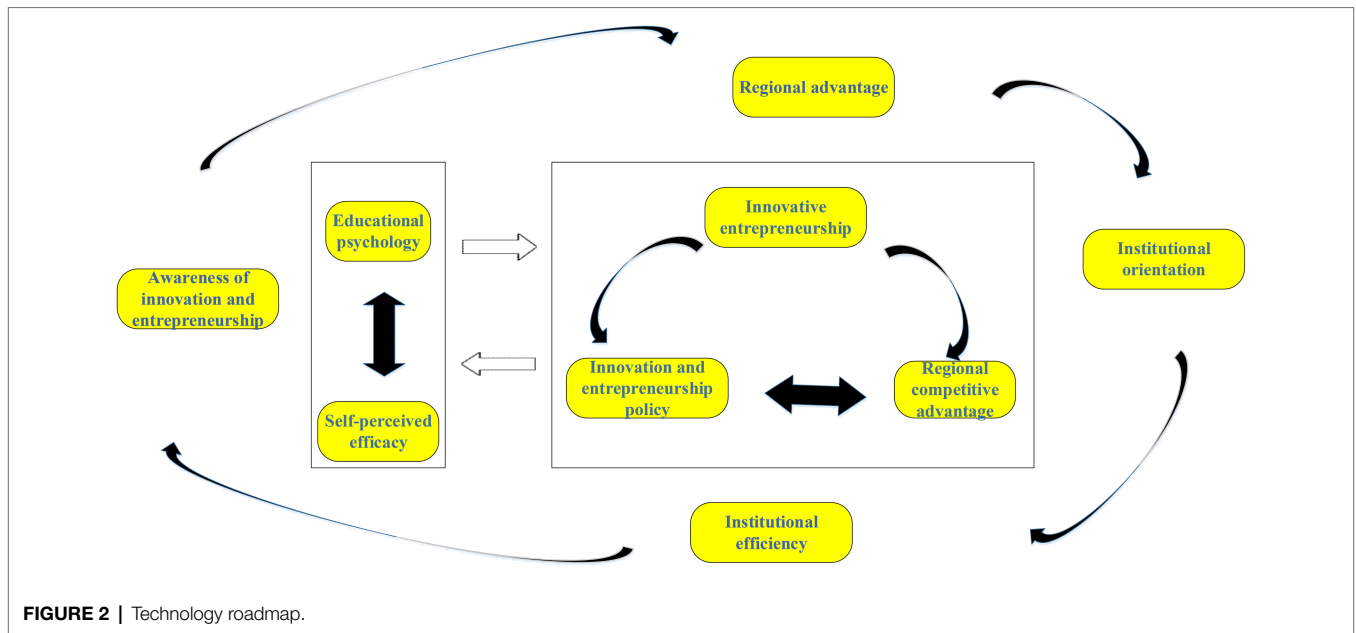 Regional advantage
Innovative
entrepreneurship
Educational
psychology
Institutional
orientation
Awareness of
innovation and
entrepreneurship
Innovation and
entrepreneurship
policy
Regional
competitive
advantage
Self-perceived
efficacy
Institutional
efficiency
FIGURE 2 | Technology roadmap.